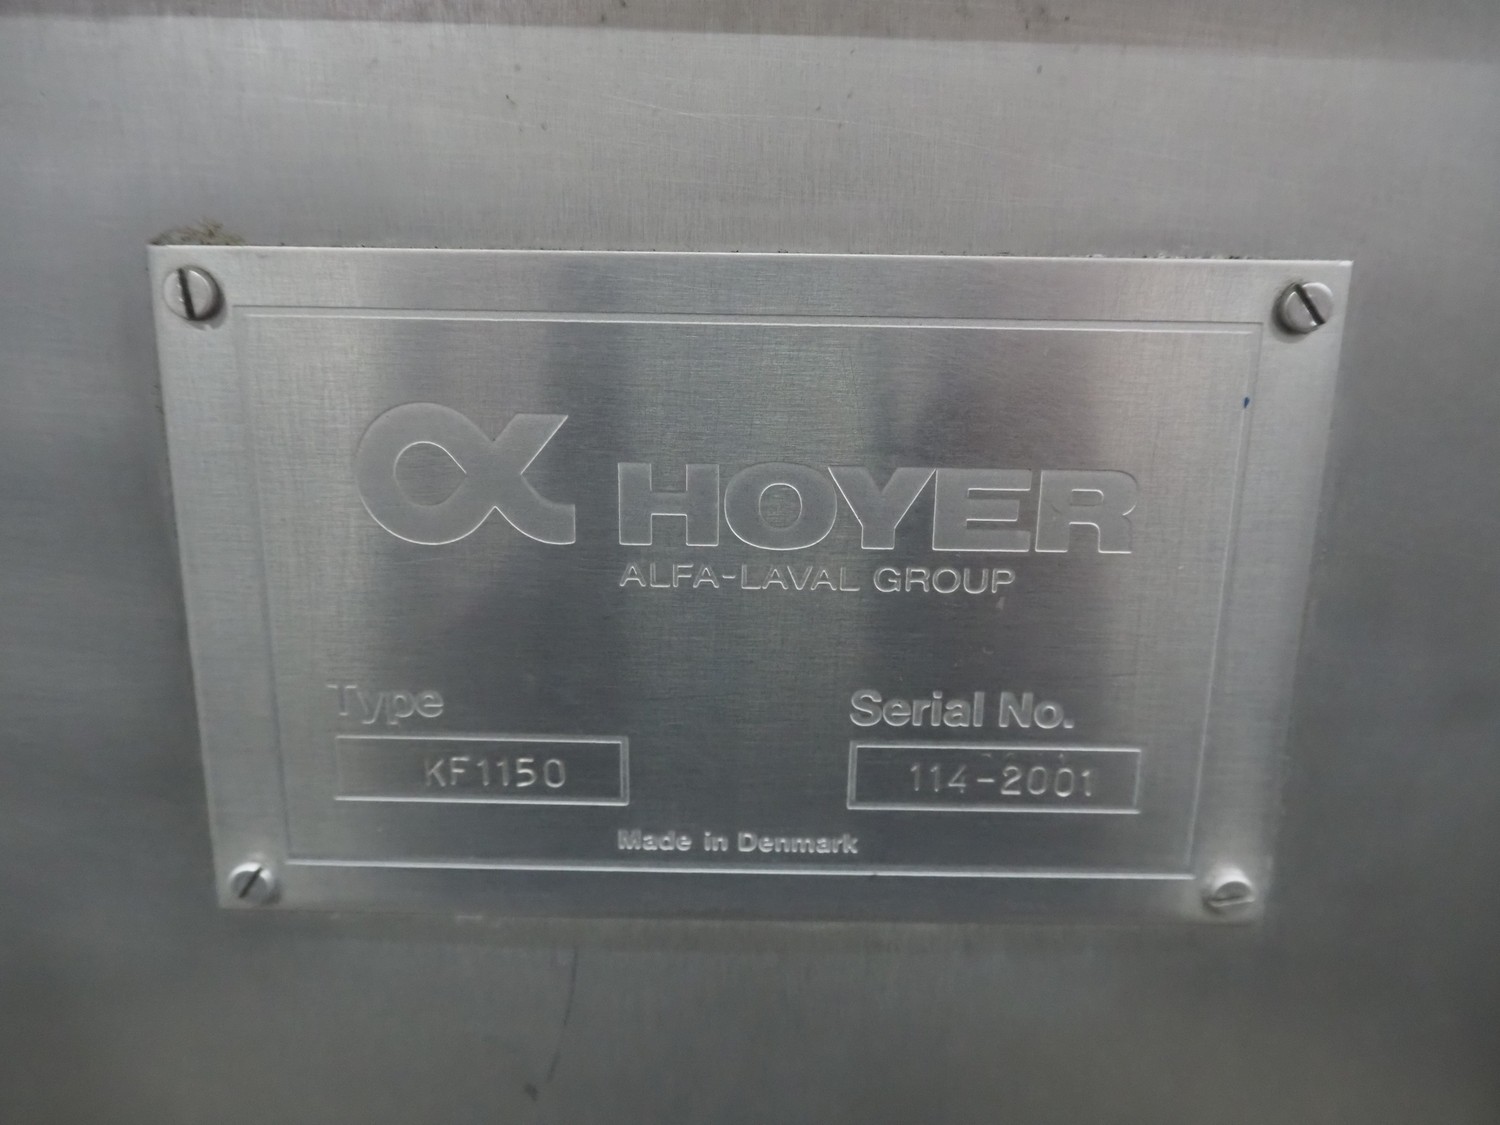 HOYER
ALFA-LAVAL GROUP
Type
Serial No.
KF1150
114-2001
Made in Denmark